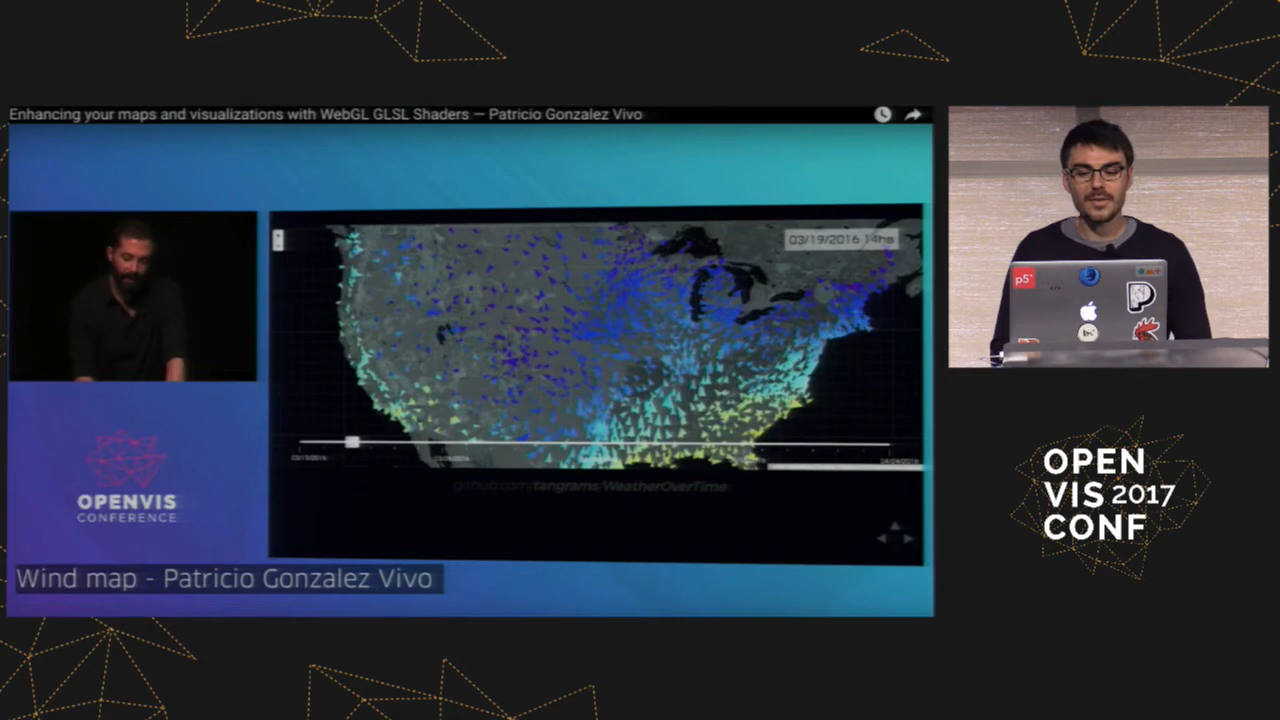 Enhancing your maps and visualizations with WebGL GLSL Shaders — Patricio Gonzalez Vivo
03/19/2016 14hs
github.com/tangrams/WeatherOverTime
OPENVIS
CONFERENCE
Wind map - Patricio Gonzalez Vivo
p5*
OPEN
VIS 2017
CONF